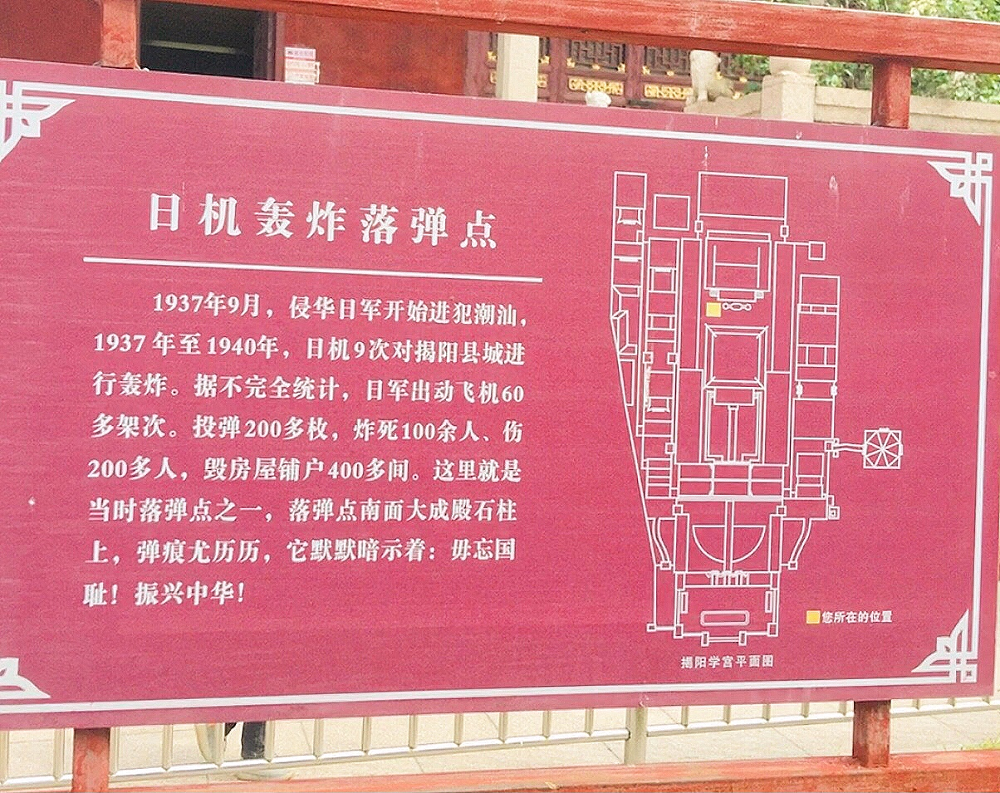 日机轰炸落弹点
1937年9月，侵华日军开始进犯潮汕，
1937年至1940年，日机9次对揭阳县城进
行轰炸。据不完全统计，日军出动飞机60
多架次。投弹200多枚，炸死100余人、伤
200多人，毁房屋铺户400多间。这里就是
当时落弹点之一，落弹点南面大成殿石柱
上，弹痕尤历历，它默默暗示着：毋忘国
耻！振兴中华！
您所在的位置
揭阳学宫平面图